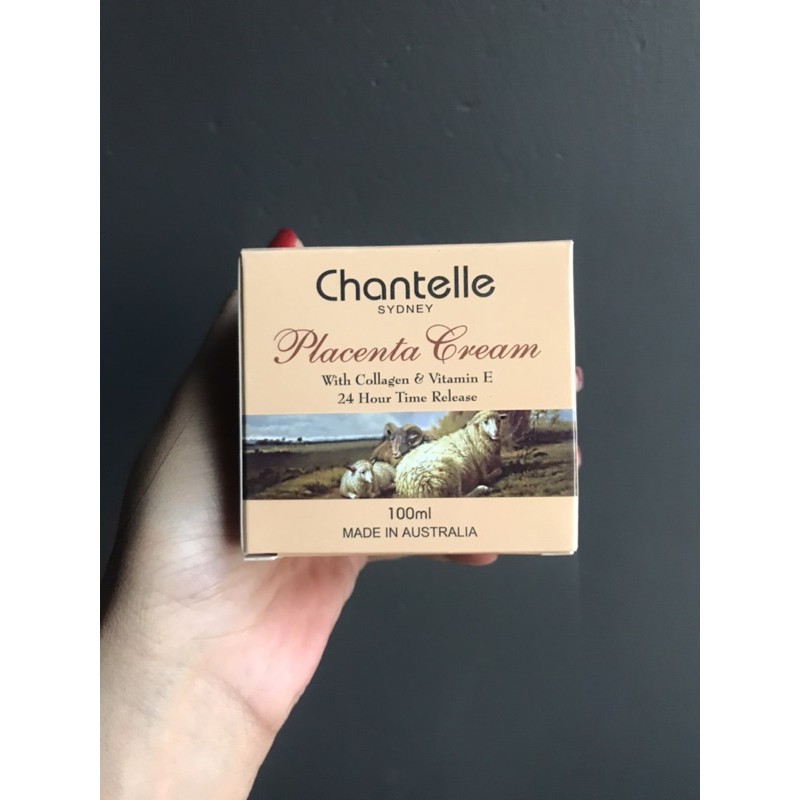 Chantelle
SYDNEY
Placenta Cream
With Collagen & Vitamin E
24 Hour Time Release
100ml
MADE IN AUSTRALIA